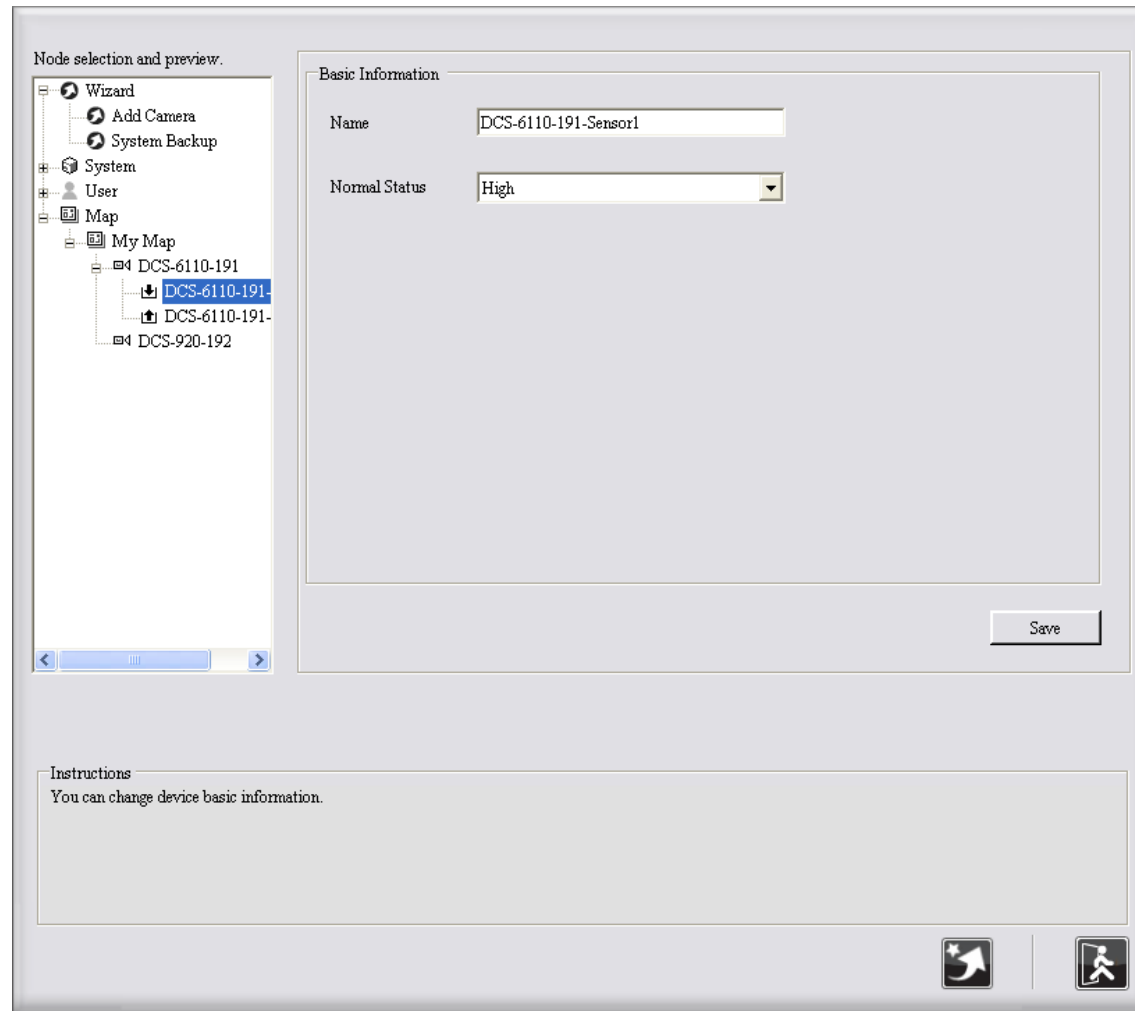 Node selection and preview.
Wizard
Add Camera
System Backup
System
User
Map
My Map
DCS-6110-191
DCS-6110-191-
DCS-6110-191-
DCS-920-192
Basic Information
Name
DCS-6110-191-Sensor1
Normal Status
High
Save
Instructions
You can change device basic information.